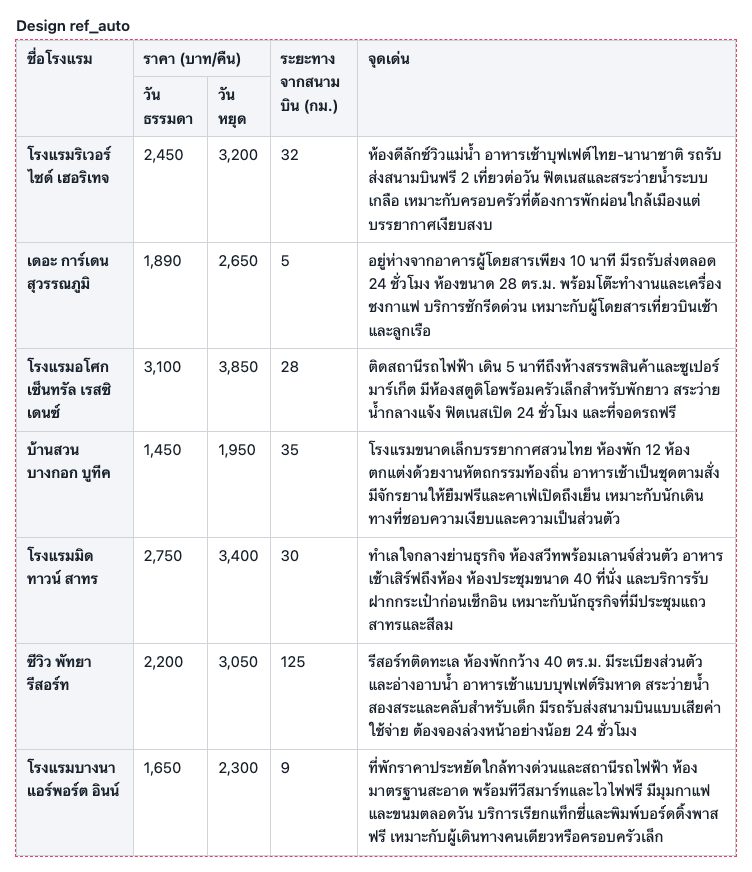 Design ref_auto
ชื่อโรงแรม
ราคา (บาท/คืน)
ระยะทาง
จากสนาม
บิน (กม.)
จุดเด่น
วัน
ธรรมดา
วัน
หยุด
โรงแรมริเวอร์
ไซด์ เฮอริเทจ
2,450
3,200
32
ห้องดีลักซ์วิวแม่น้ำ อาหารเช้าบุฟเฟต์ไทย-นานาชาติ รถรับ
ส่งสนามบินฟรี 2 เที่ยวต่อวัน ฟิตเนสและสระว่ายน้ำระบบ
เกลือ เหมาะกับครอบครัวที่ต้องการพักผ่อนใกล้เมืองแต่
บรรยากาศเงียบสงบ
เดอะ การ์เดน
สุวรรณภูมิ
1,890
2,650
5
อยู่ห่างจากอาคารผู้โดยสารเพียง 10 นาที มีรถรับส่งตลอด
24 ชั่วโมง ห้องขนาด 28 ตร.ม. พร้อมโต๊ะทำงานและเครื่อง
ชงกาแฟ บริการซักรีดด่วน เหมาะกับผู้โดยสารเที่ยวบินเช้า
และลูกเรือ
โรงแรมอโศก
เซ็นทรัล เรสซิ
เดนซ์
3,100
3,850
28
ติดสถานีรถไฟฟ้า เดิน 5 นาทีถึงห้างสรรพสินค้าและซูเปอร์
มาร์เก็ต มีห้องสตูดิโอพร้อมครัวเล็กสำหรับพักยาว สระว่าย
น้ำกลางแจ้ง ฟิตเนสเปิด 24 ชั่วโมง และที่จอดรถฟรี
บ้านสวน
บางกอก บูทีค
1,450
1,950
35
โรงแรมขนาดเล็กบรรยากาศสวนไทย ห้องพัก 12 ห้อง
ตกแต่งด้วยงานหัตถกรรมท้องถิ่น อาหารเช้าเป็นชุดตามสั่ง
มีจักรยานให้ยืมฟรีและคาเฟ่เปิดถึงเย็น เหมาะกับนักเดิน
ทางที่ชอบความเงียบและความเป็นส่วนตัว
โรงแรมมิด
ทาวน์ สาทร
2,750
3,400
30
ทำเลใจกลางย่านธุรกิจ ห้องสวีทพร้อมเลานจ์ส่วนตัว อาหาร
เช้าเสิร์ฟถึงห้อง ห้องประชุมขนาด 40 ที่นั่ง และบริการรับ
ฝากกระเป๋าก่อนเช็กอิน เหมาะกับนักธุรกิจที่มีประชุมแถว
สาทรและสีลม
ซีวิว พัทยา
รีสอร์ท
2,200
3,050
125
รีสอร์ทติดทะเล ห้องพักกว้าง 40 ตร.ม. มีระเบียงส่วนตัว
และอ่างอาบน้ำ อาหารเช้าแบบบุฟเฟต์ริมหาด สระว่ายน้ำ
สองสระและคลับสำหรับเด็ก มีรถรับส่งสนามบินแบบเสียค่า
ใช้จ่าย ต้องจองล่วงหน้าอย่างน้อย 24 ชั่วโมง
โรงแรมบางนา
แอร์พอร์ต อินน์
1,650
2,300
9
ที่พักราคาประหยัดใกล้ทางด่วนและสถานีรถไฟฟ้า ห้อง
มาตรฐานสะอาด พร้อมทีวีสมาร์ทและไวไฟฟรี มีมุมกาแฟ
และขนมตลอดวัน บริการเรียกแท็กซี่และพิมพ์บอร์ดดิ้งพาส
ฟรี เหมาะกับผู้เดินทางคนเดียวหรือครอบครัวเล็ก